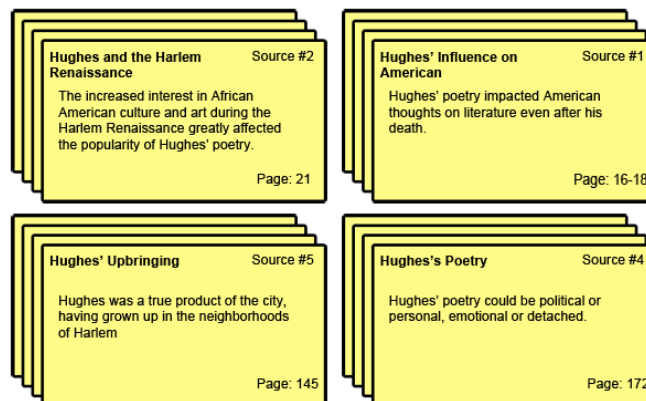 Hughes and the Harlem Renaissance
Source #2
The increased interest in African
American culture and art during the
Harlem Renaissance greatly affected
the popularity of Hughes' poetry.
Page: 21
Hughes' Influence on
American
Source #1
Hughes' poetry impacted American
thoughts on literature even after his
death.
Page: 16-18
Hughes' Upbringing
Source #5
Hughes was a true product of the city,
having grown up in the neighborhoods
of Harlem
Page: 145
Hughes's Poetry
Source #4
Hughes' poetry could be political or
personal, emotional or detached.
Page: 172